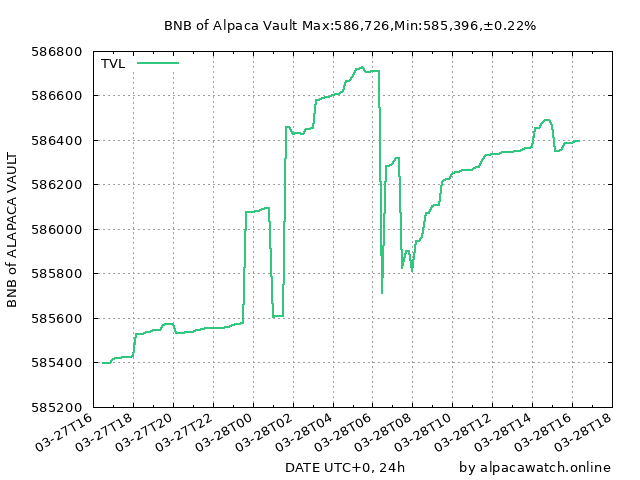 BNB of Alpaca Vault Max:586,726,Min:585,396,±0.22%
TVL
586800
586600
586400
586200
586000
585800
585600
585400
585200
BNB of ALAPACA VAULT
03-27T16
03-27T18
03-27T20
03-27T22
03-28T00
03-28T02
03-28T04
03-28T06
03-28T08
03-28T10
03-28T12
03-28T14
03-28T16
03-28T18
DATE UTC+0, 24h
by alpacawatch.online